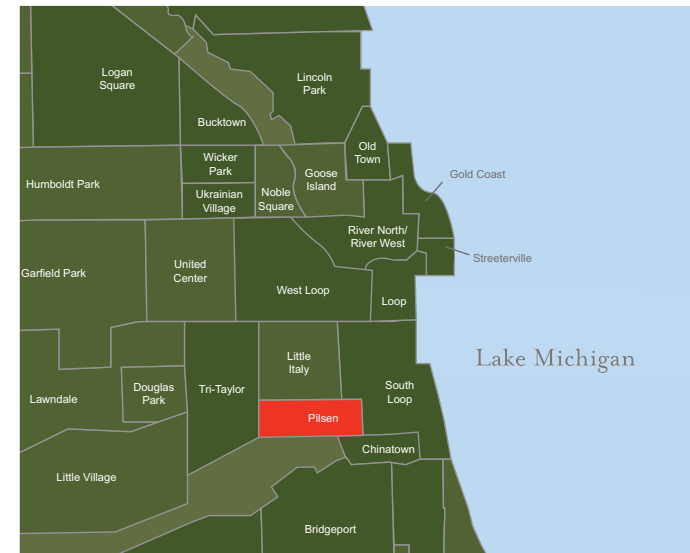 Logan
Square
Lincoln
Park
Bucktown
Old
Town
Wicker
Park
Goose
Island
Gold Coast
Humboldt Park
Ukrainian
Village
Noble
Square
River North/
River West
Streeterville
Garfield Park
United
Center
West Loop
Loop
Lake Michigan
Little
Italy
Lawndale
Douglas
Park
Tri-Taylor
South
Loop
Pilsen
Chinatown
Little Village
Bridgeport